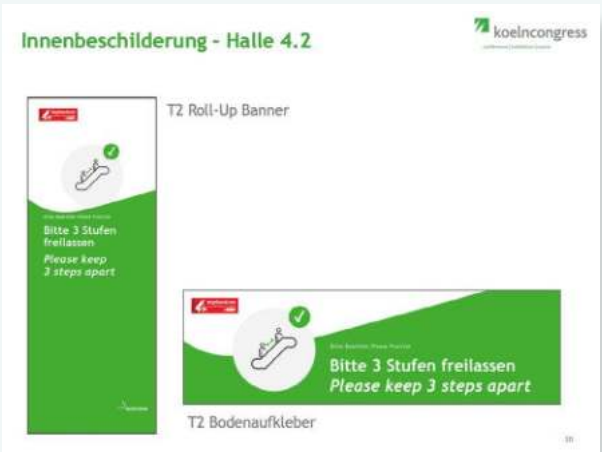 Innenbeschilderung - Halle 4.2
koelncongress
T2 Roll-Up Banner
Bitte 3 Stufen
freilassen
Please keep
3 steps apart
Bitte 3 Stufen freilassen
Please keep 3 steps apart
T2 Bodenaufkleber